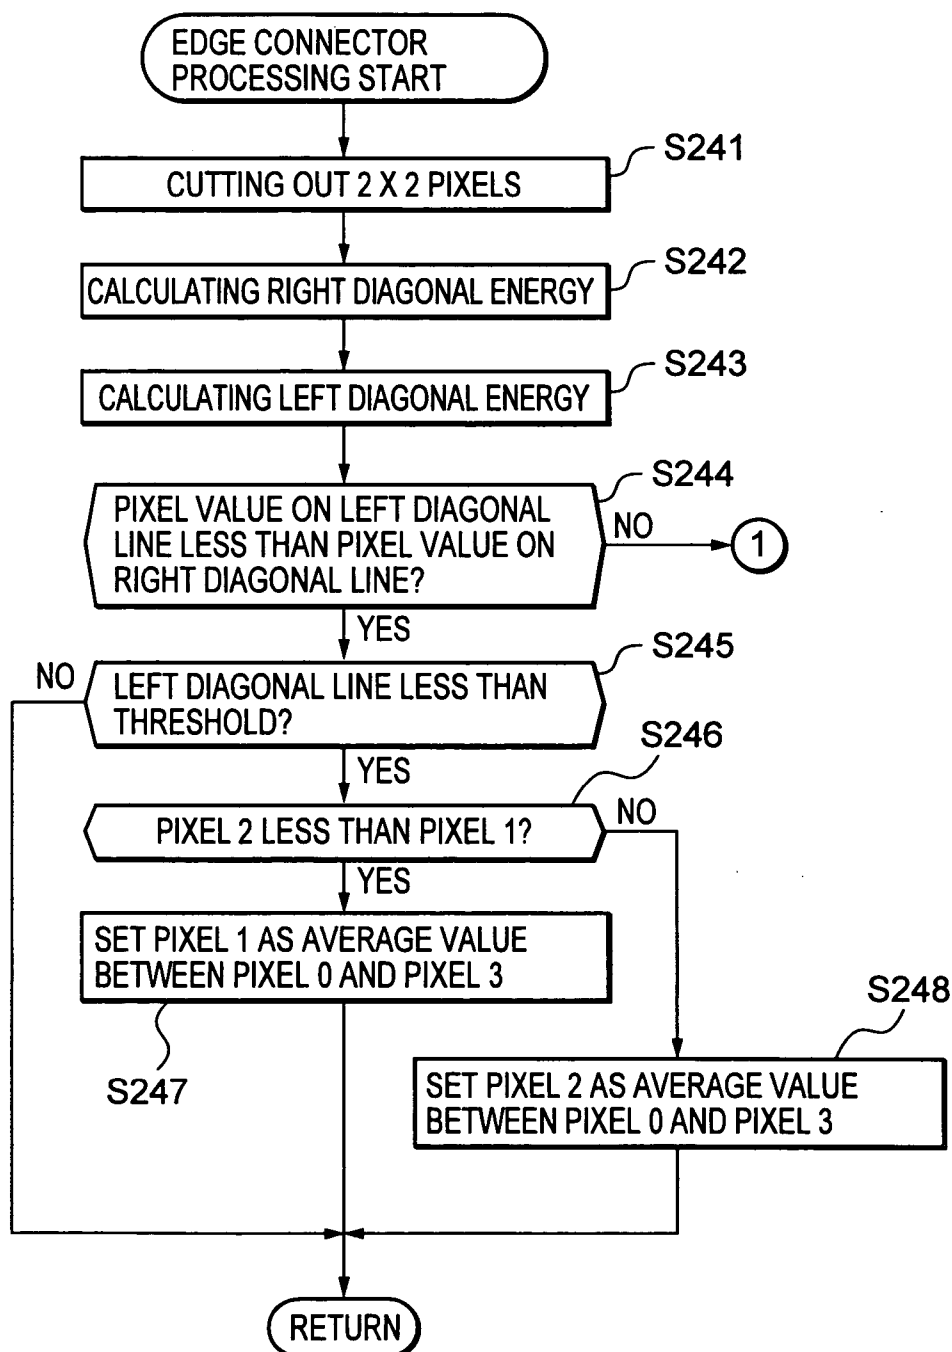 EDGE CONNECTOR
PROCESSING START
S241
CUTTING OUT 2 X 2 PIXELS
S242
CALCULATING RIGHT DIAGONAL ENERGY
S243
CALCULATING LEFT DIAGONAL ENERGY
S244
PIXEL VALUE ON LEFT DIAGONAL
LINE LESS THAN PIXEL VALUE ON
RIGHT DIAGONAL LINE?
NO
1
YES
S245
NO
LEFT DIAGONAL LINE LESS THAN
THRESHOLD?
YES
S246
PIXEL 2 LESS THAN PIXEL 1?
NO
YES
SET PIXEL 1 AS AVERAGE VALUE
BETWEEN PIXEL 0 AND PIXEL 3
S247
S248
SET PIXEL 2 AS AVERAGE VALUE
BETWEEN PIXEL 0 AND PIXEL 3
RETURN